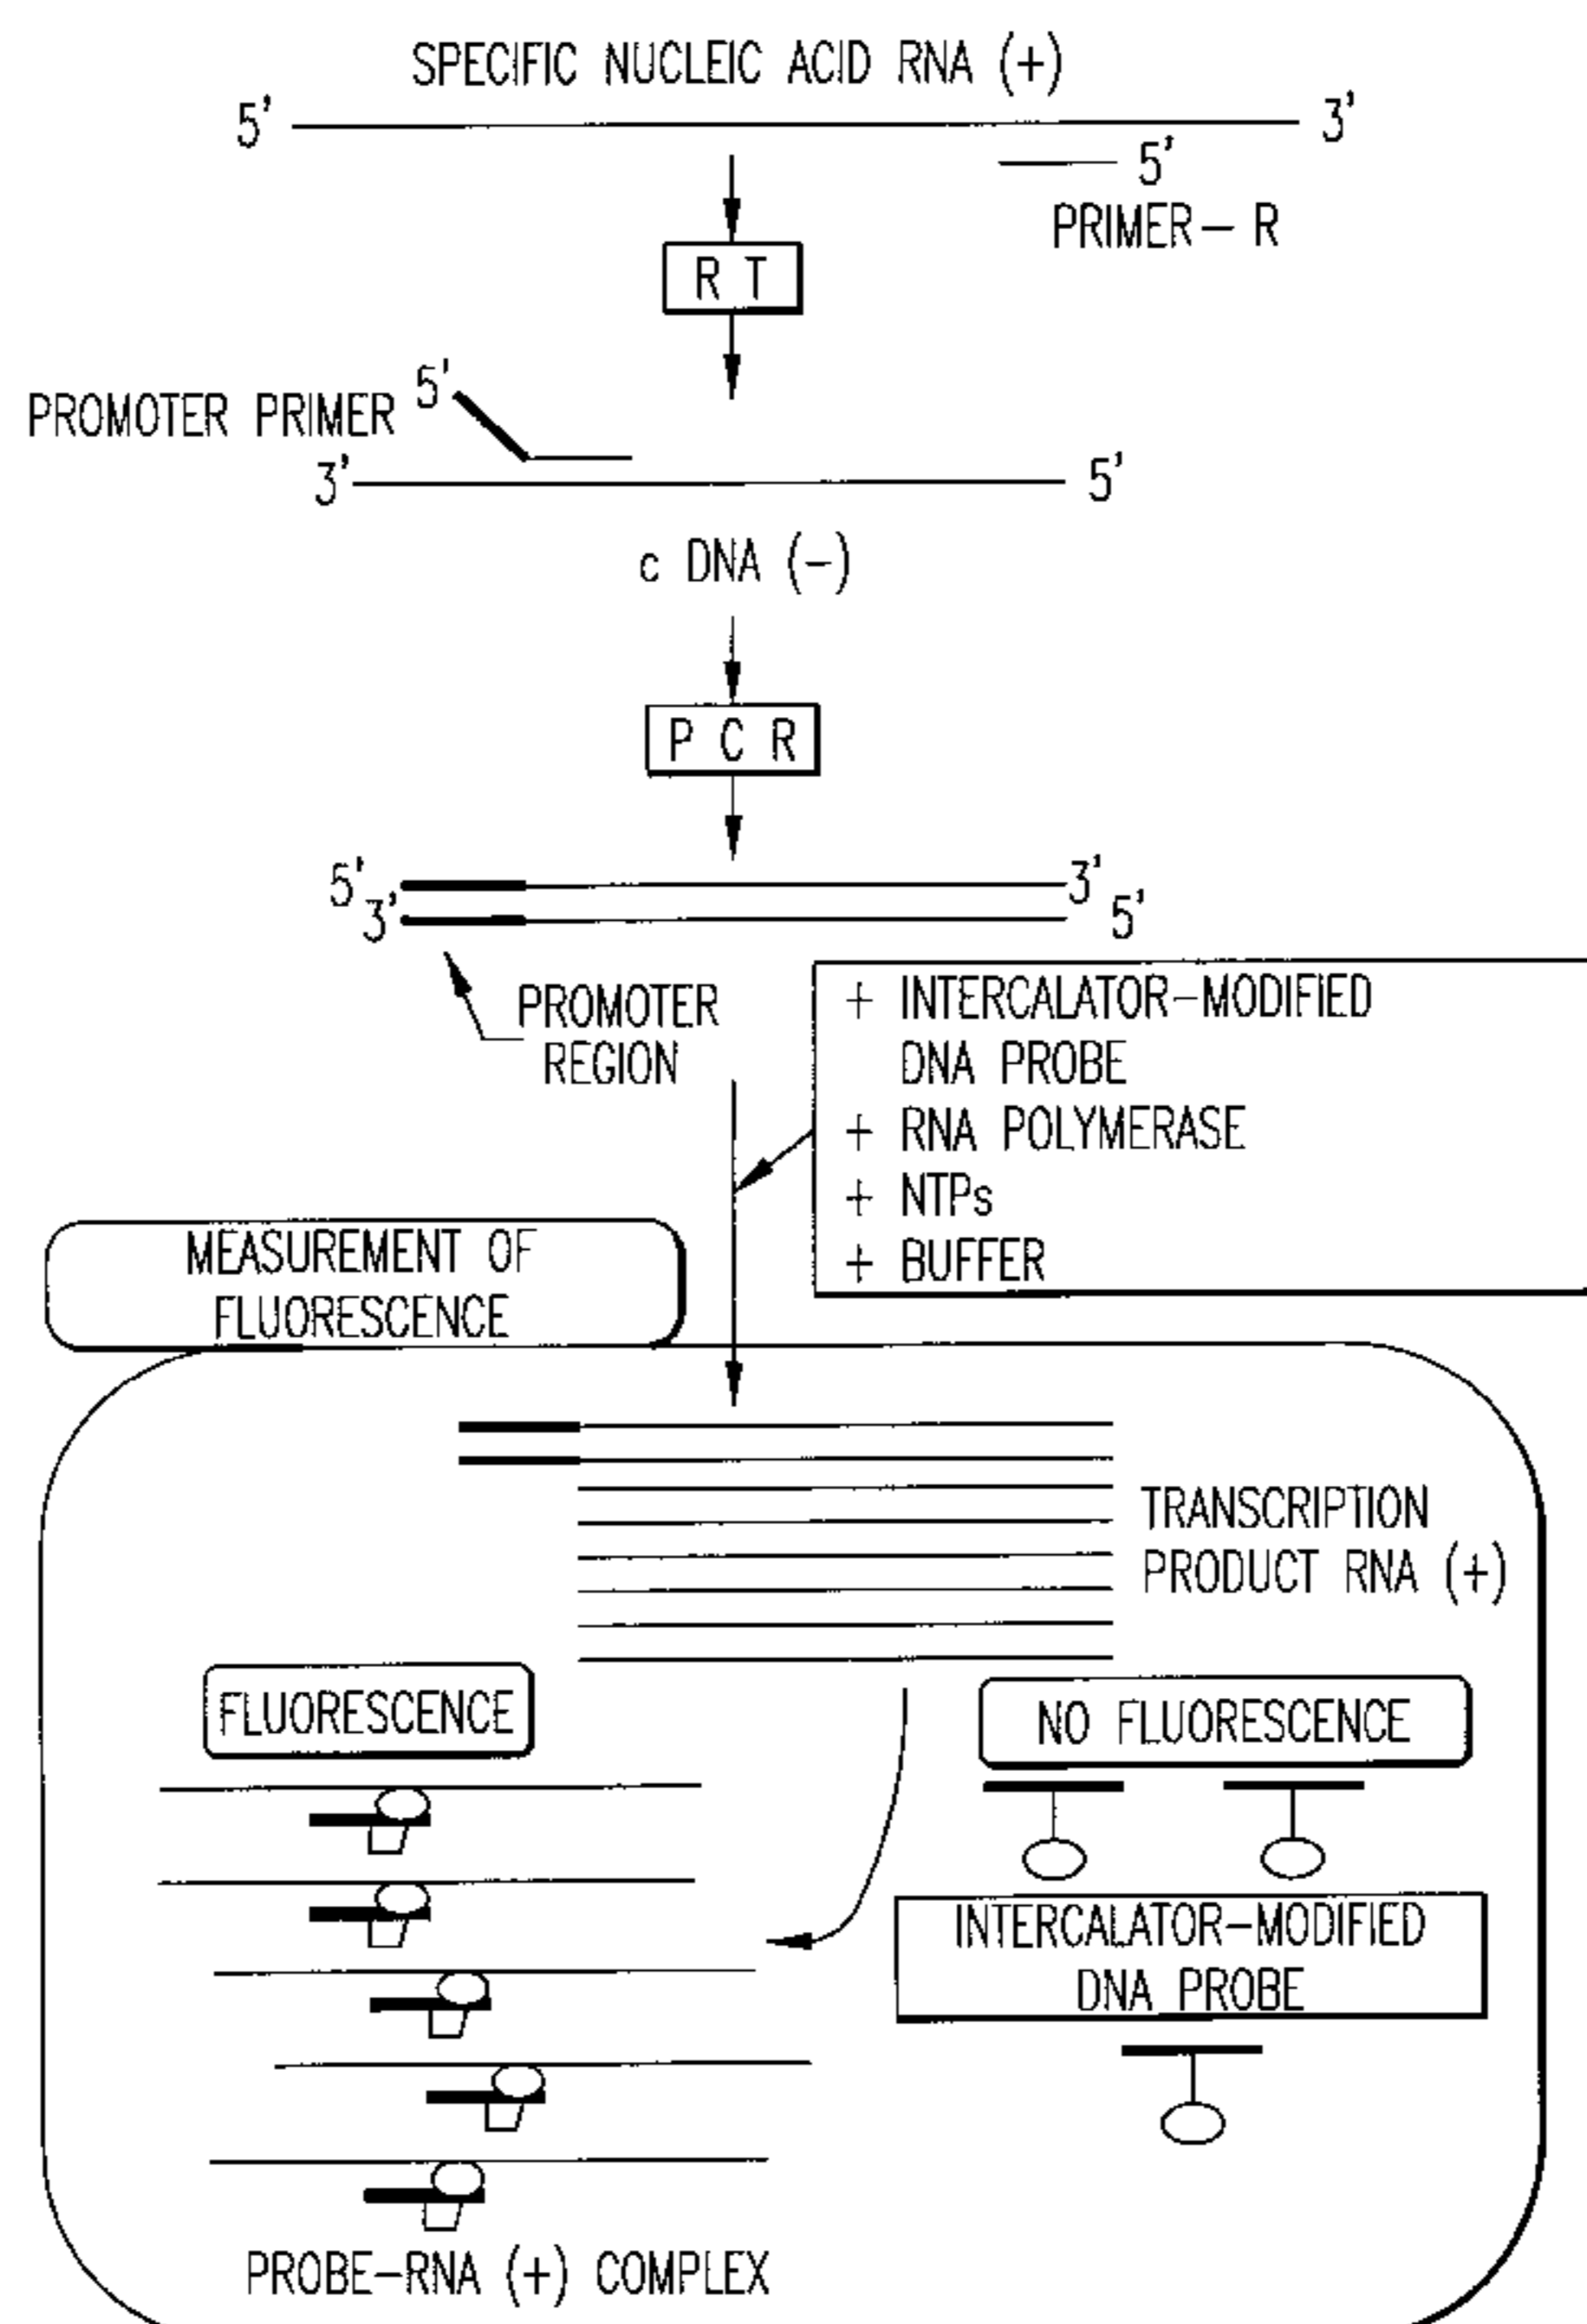 SPECIFIC NUCLEIC ACID RNA (+)
5' 3'
5'
PRIMER- R
R T
PROMOTER PRIMER 5'
3' 5'
c DNA (-)
P C R
5' 3'
3' 5'
PROMOTER
REGION
+ INTERCALATOR-MODIFIED
DNA PROBE
+ RNA POLYMERASE
+ NTPs
+ BUFFER
MEASUREMENT OF
FLUORESCENCE
TRANSCRIPTION
PRODUCT RNA (+)
FLUORESCENCE
NO FLUORESCENCE
INTERCALATOR-MODIFIED
DNA PROBE
PROBE-RNA (+) COMPLEX